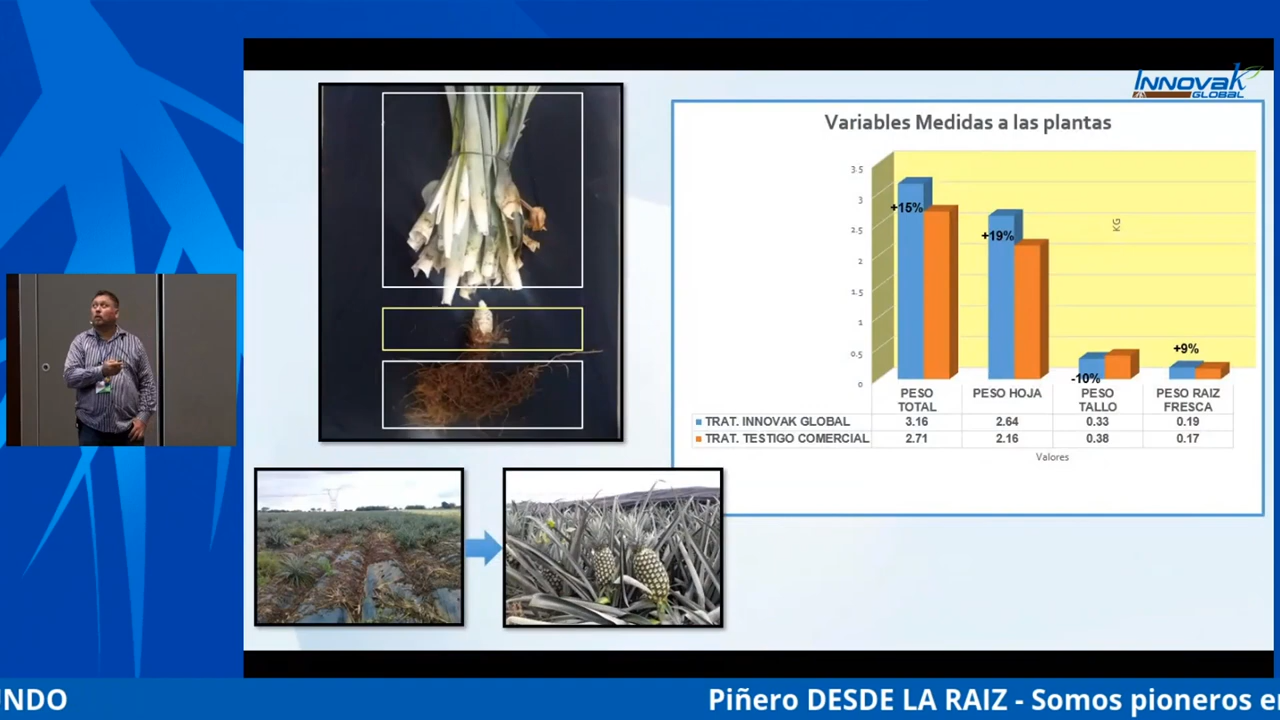 INNOVAK
GLOBAL
Variables Medidas a las plantas
3.5
3
2.5
2
1.5
1
0.5
0
KG
+15%
+19%
-10%
+9%
PESO TOTAL
PESO HOJA
PESO TALLO
PESO RAIZ FRESCA
TRAT. INNOVAK GLOBAL 3.16 2.64 0.33 0.19
TRAT. TESTIGO COMERCIAL 2.71 2.16 0.38 0.17
Valores
UNDO Piñero DESDE LA RAIZ - Somos pioneros e